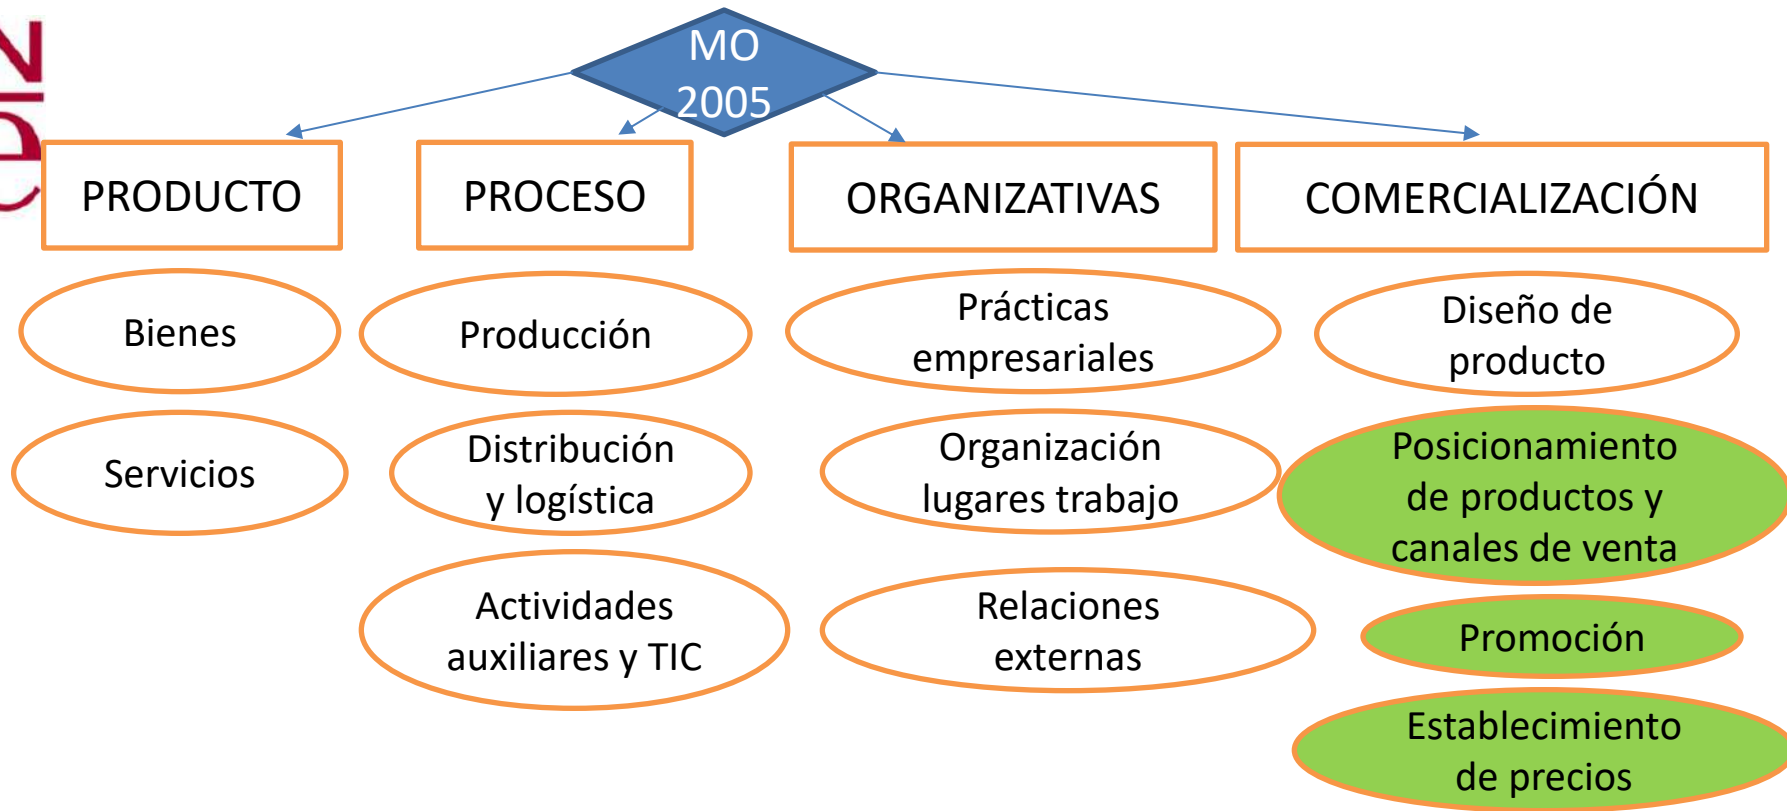 MO
2005
PRODUCTO
PROCESO
ORGANIZATIVAS
COMERCIALIZACIÓN
Bienes
Servicios
Producción
Distribución
y logística
Actividades
auxiliares y TIC
Prácticas
empresariales
Organización
lugares trabajo
Relaciones
externas
Diseño de
producto
Posicionamiento
de productos y
canales de venta
Promoción
Establecimiento
de precios